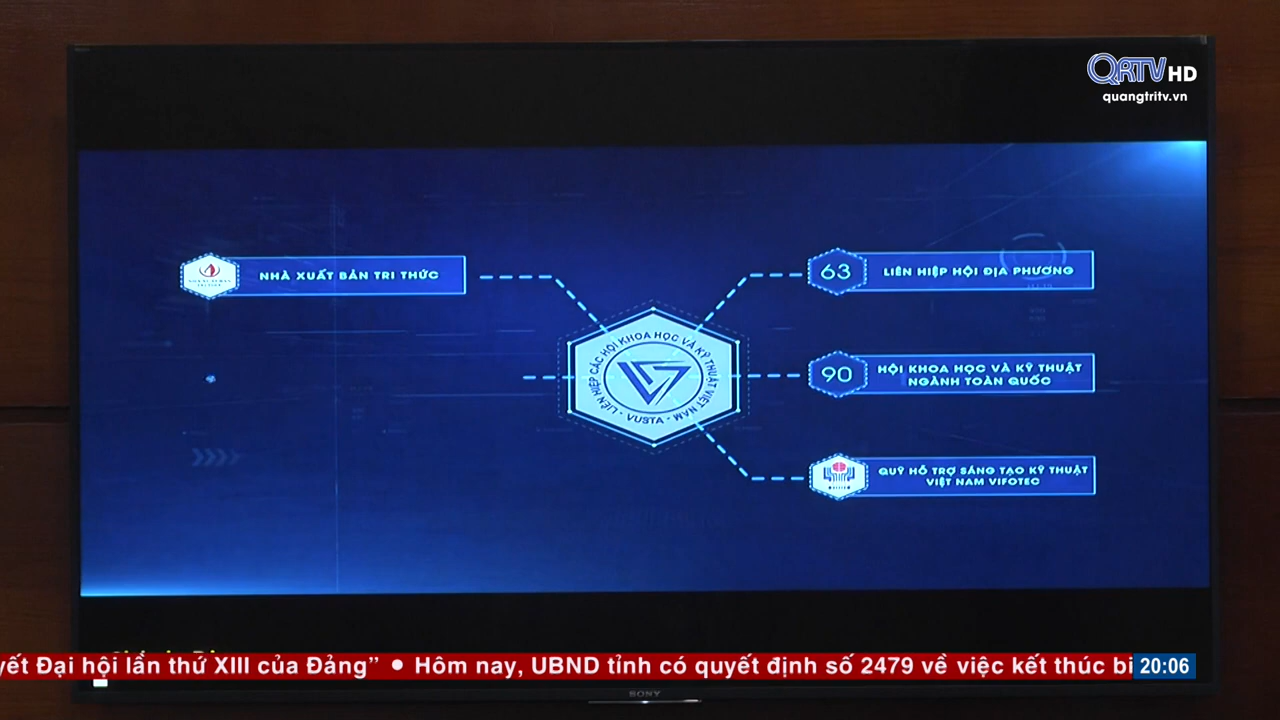 QRTV HD
quangtritv.vn
NHÀ XUẤT BẢN TRI THỨC
63
LIÊN HIỆP HỘI ĐỊA PHƯƠNG
LIÊN HIỆP CÁC HỘI KHOA HỌC VÀ KỸ THUẬT VIỆT NAM
- VUSTA -
90
HỘI KHOA HỌC VÀ KỸ THUẬT
NGÀNH TOÀN QUỐC
QUỸ HỖ TRỢ SÁNG TẠO KỸ THUẬT
VIỆT NAM VIFOTEC
yết Đại hội lần thứ XIII của Đảng” • Hôm nay, UBND tỉnh có quyết định số 2479 về việc kết thúc bi
20:06
SONY